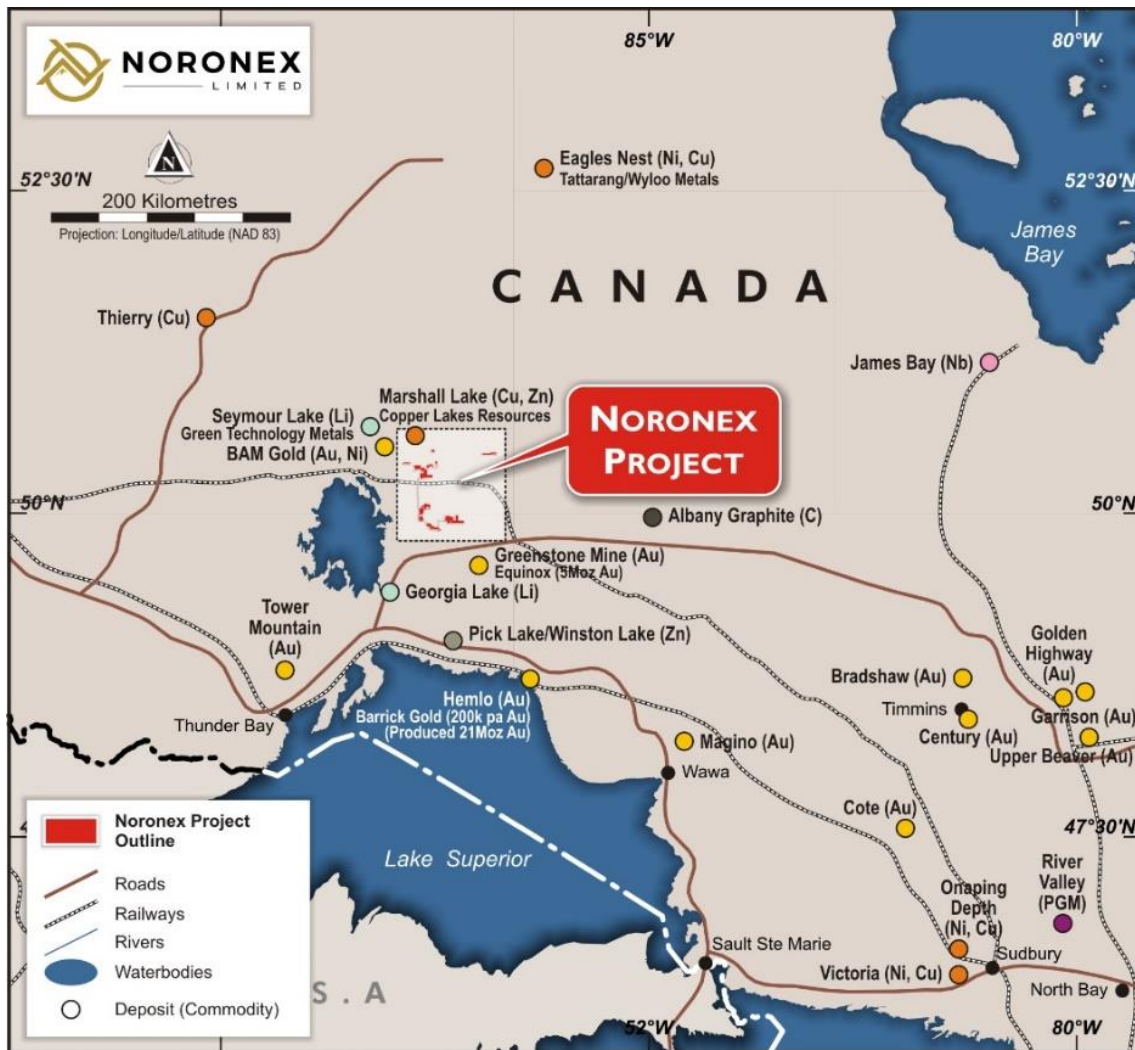 NORONEX
LIMITED
85°W
80°W
N
52°30'N
200 Kilometres
Projection: Longitude/Latitude (NAD 83)
Eagles Nest (Ni, Cu)
Tattarang/Wyloo Metals
52°30'N
James
Bay
CANADA
Thierry (Cu)
James Bay (Nb)
Marshall Lake (Cu, Zn)
Copper Lakes Resources
Seymour Lake (Li)
Green Technology Metals
BAM Gold (Au, Ni)
NORONEX
PROJECT
50°N
50°N
Albany Graphite (C)
Greenstone Mine (Au)
Equinox (5Moz Au)
Georgia Lake (Li)
Tower
Mountain
(Au)
Pick Lake/Winston Lake (Zn)
Golden
Highway
(Au)
Bradshaw (Au)
Hemlo (Au)
Barrick Gold (200k pa Au)
(Produced 21Moz Au)
Timmins
Garrison (Au)
Thunder Bay
Century (Au)
Upper Beaver (Au)
Magino (Au)
Wawa
Cote (Au)
47°30'N
Noronex Project
Outline
Roads
Railways
Rivers
Waterbodies
Deposit (Commodity)
Lake Superior
River
Valley
(PGM)
Onaping
Depth
(Ni, Cu)
Sault Ste Marie
Sudbury
Victoria (Ni, Cu)
North Bay
S.A
52°W
80°W